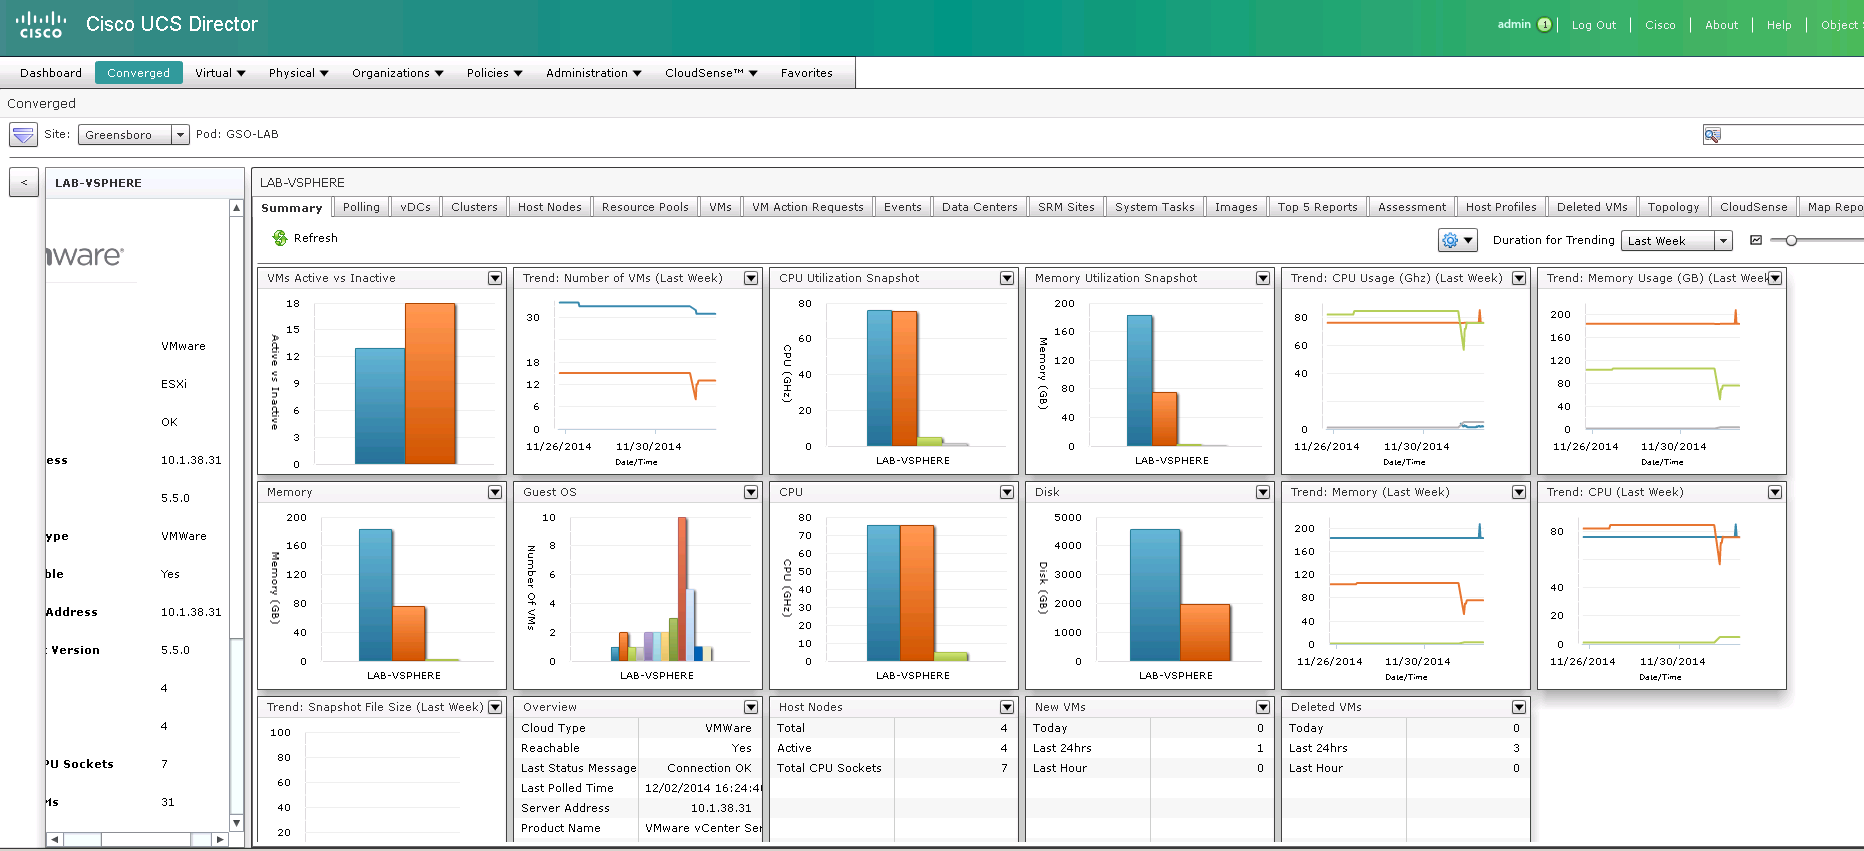 cisco
Cisco UCS Director
admin 1 Log Out Cisco About Help Object
Dashboard Converged Virtual Physical Organizations Policies Administration CloudSense™ Favorites
Converged
Site: Greensboro Pod: GSO-LAB
<
LAB-VSPHERE
ware®
VMware
ESXi
OK
ess 10.1.38.31
5.5.0
ype VMWare
ble Yes
Address 10.1.38.31
Version 5.5.0
4
4
PU Sockets 7
Ms 31
LAB-VSPHERE
Summary Polling vDCs Clusters Host Nodes Resource Pools VMs VM Action Requests Events Data Centers SRM Sites System Tasks Images Top 5 Reports Assessment Host Profiles Deleted VMs Topology CloudSense Map Repo
Refresh
Duration for Trending Last Week
VMs Active vs Inactive
Active vs Inactive
18
15
12
9
6
3
0
Trend: Number of VMs (Last Week)
30
18
12
6
0
11/26/2014 11/30/2014
Date/Time
CPU Utilization Snapshot
CPU (GHz)
80
60
40
20
0
LAB-VSPHERE
Memory Utilization Snapshot
Memory (GB)
200
160
120
80
40
0
LAB-VSPHERE
Trend: CPU Usage (Ghz) (Last Week)
80
60
40
0
11/26/2014 11/30/2014
Date/Time
Trend: Memory Usage (GB) (Last Week
200
160
120
80
40
0
11/26/2014 11/30/2014
Date/Time
Memory
Memory (GB)
200
160
120
80
40
0
LAB-VSPHERE
Guest OS
Number Of VMs
10
8
6
4
2
0
LAB-VSPHERE
CPU
CPU (GHz)
80
70
60
50
40
30
20
10
0
LAB-VSPHERE
Disk
Disk (GB)
5000
4000
3000
2000
1000
0
LAB-VSPHERE
Trend: Memory (Last Week)
200
160
120
80
40
0
11/26/2014 11/30/2014
Date/Time
Trend: CPU (Last Week)
80
40
20
0
11/26/2014 11/30/2014
Date/Time
Trend: Snapshot File Size (Last Week)
100
80
60
40
20
Overview
Cloud Type VMWare
Reachable Yes
Last Status Message Connection OK
Last Polled Time 12/02/2014 16:24:4
Server Address 10.1.38.31
Product Name VMware vCenter Ser
Host Nodes
Total 4
Active 4
Total CPU Sockets 7
New VMs
Today 0
Last 24hrs 1
Last Hour 0
Deleted VMs
Today 0
Last 24hrs 3
Last Hour 0